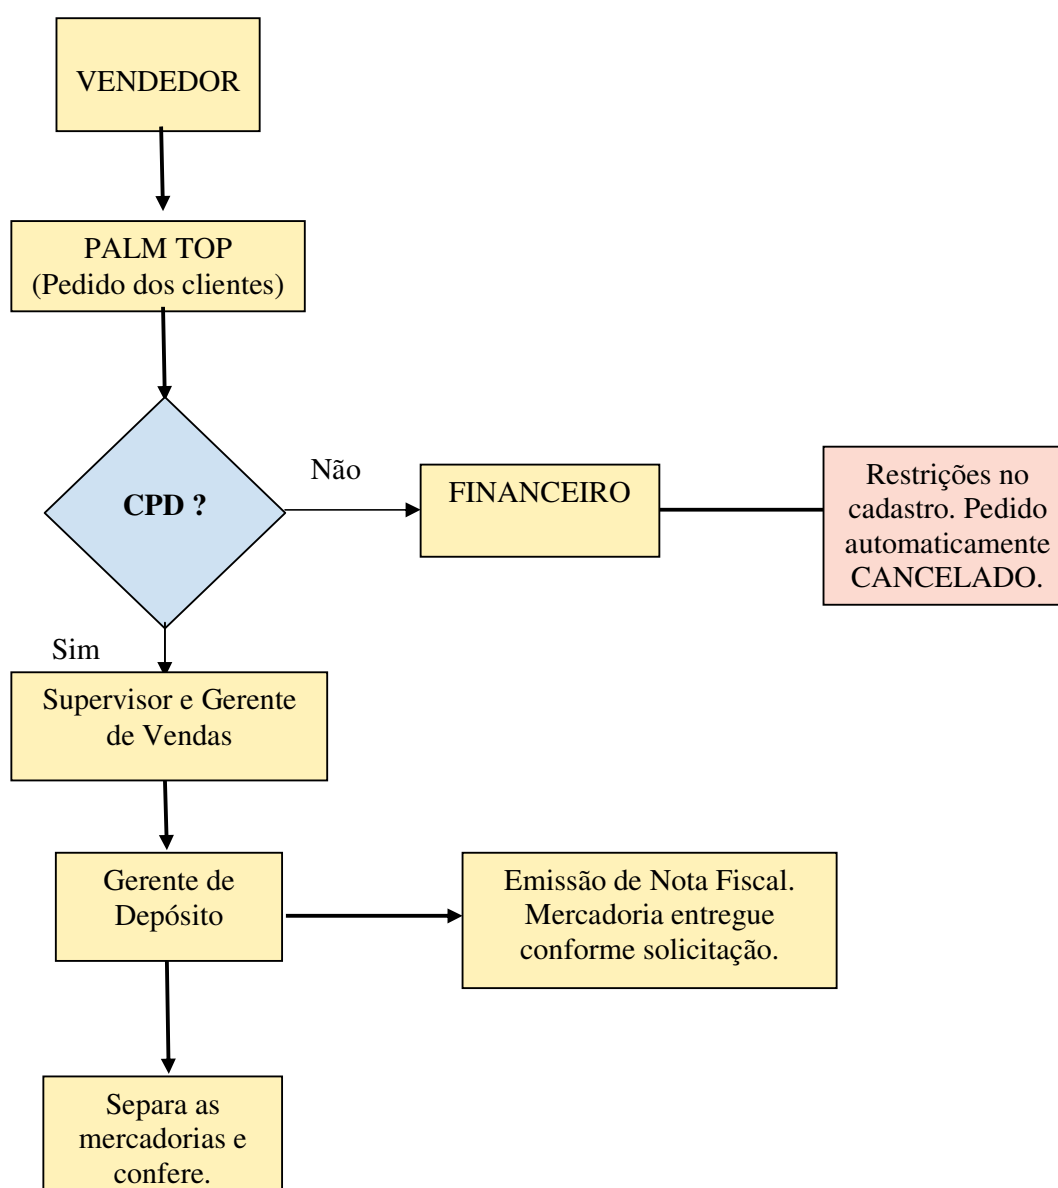 VENDEDOR
PALM TOP
(Pedido dos clientes)
CPD ?
Não
FINANCEIRO
Restrições no
cadastro. Pedido
automaticamente
CANCELADO.
Sim
Supervisor e Gerente
de Vendas
Gerente de
Depósito
Emissão de Nota Fiscal.
Mercadoria entregue
conforme solicitação.
Separa as
mercadorias e
confere.